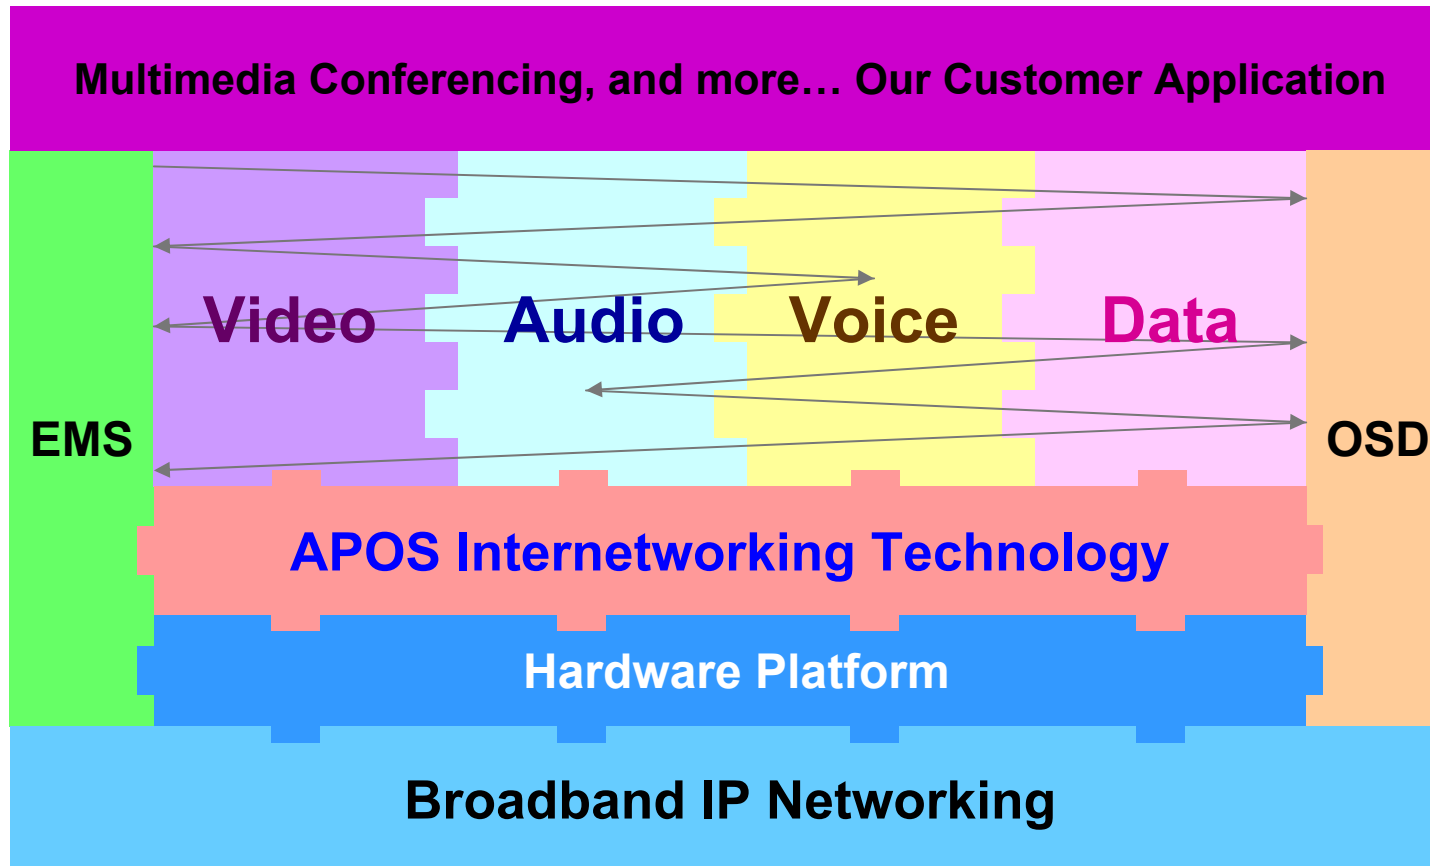 Multimedia Conferencing, and more… Our Customer Application
Video
Audio
Voice
Data
EMS
OSD
APOS Internetworking Technology
Hardware Platform
Broadband IP Networking